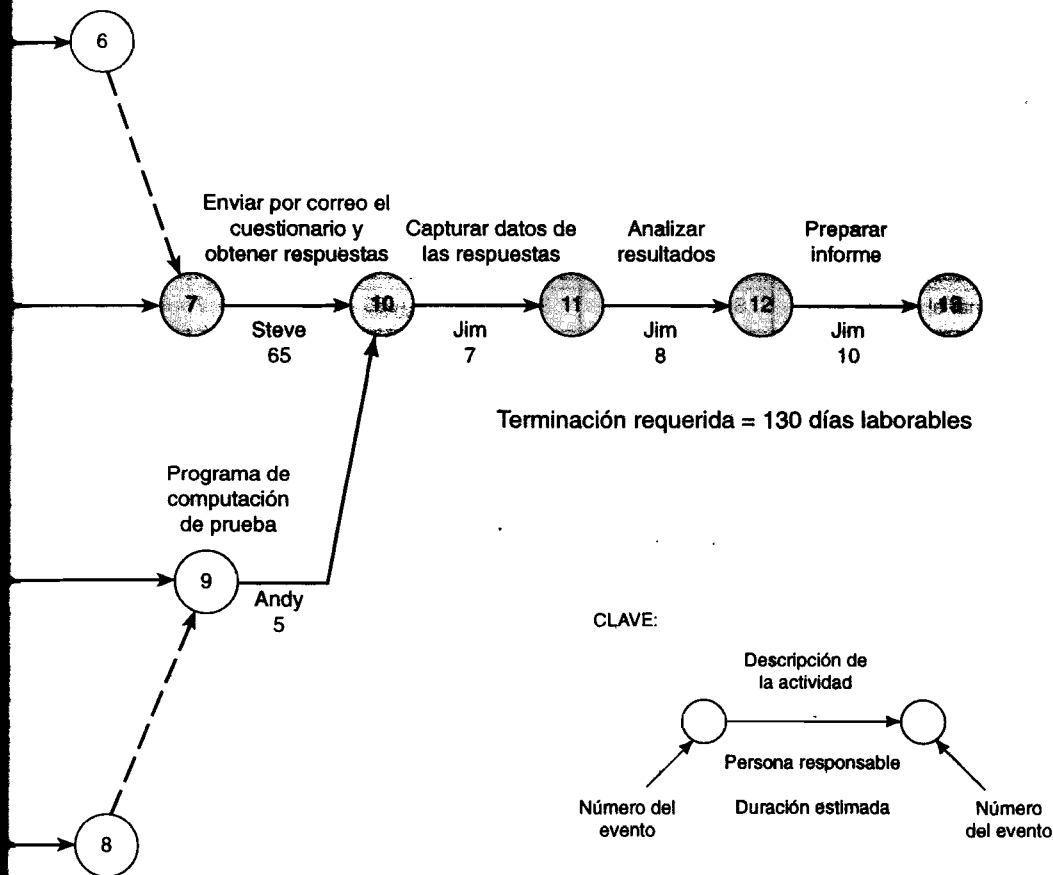 6
Enviar por correo el
cuestionario y
obtener respuestas
Capturar datos de
las respuestas
Analizar
resultados
Preparar
informe
7
10
11
12
13
Steve
65
Jim
7
Jim
8
Jim
10
Terminación requerida = 130 días laborables
Programa de
computación
de prueba
9
Andy
5
8
CLAVE:
Descripción de
la actividad
Persona responsable
Duración estimada
Número del
evento
Número
del evento